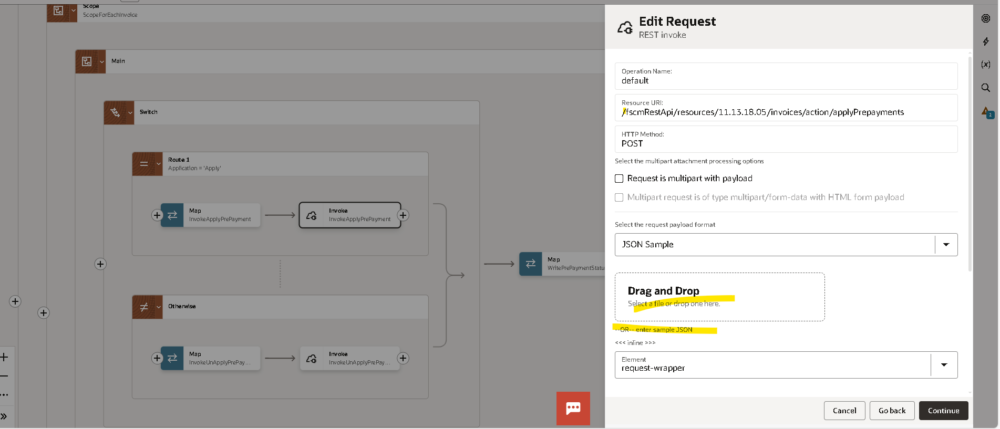 Scope
ScopeForEachInvoice
Main
Switch
Route 1
Application = 'Apply'
Map
InvokeApplyPrePayment
Invoke
InvokeApplyPrePayment
Map
WritePrePaymentStatu
Otherwise
Map
InvokeUnApplyPrePay...
Invoke
InvokeUnApplyPrePay...
Edit Request
REST invoke
Operation Name:
default
Resource URI:
/fscmRestApi/resources/11.13.18.05/invoices/action/applyPrepayments
HTTP Method:
POST
Select the multipart attachment processing options
Request is multipart with payload
Multipart request is of type multipart/form-data with HTML form payload
Select the request payload format
JSON Sample
Drag and Drop
Select a file or drop one here.
--OR-- enter sample JSON
<<< inline >>>
Element
request-wrapper
Cancel
Go back
Continue
(x)
2